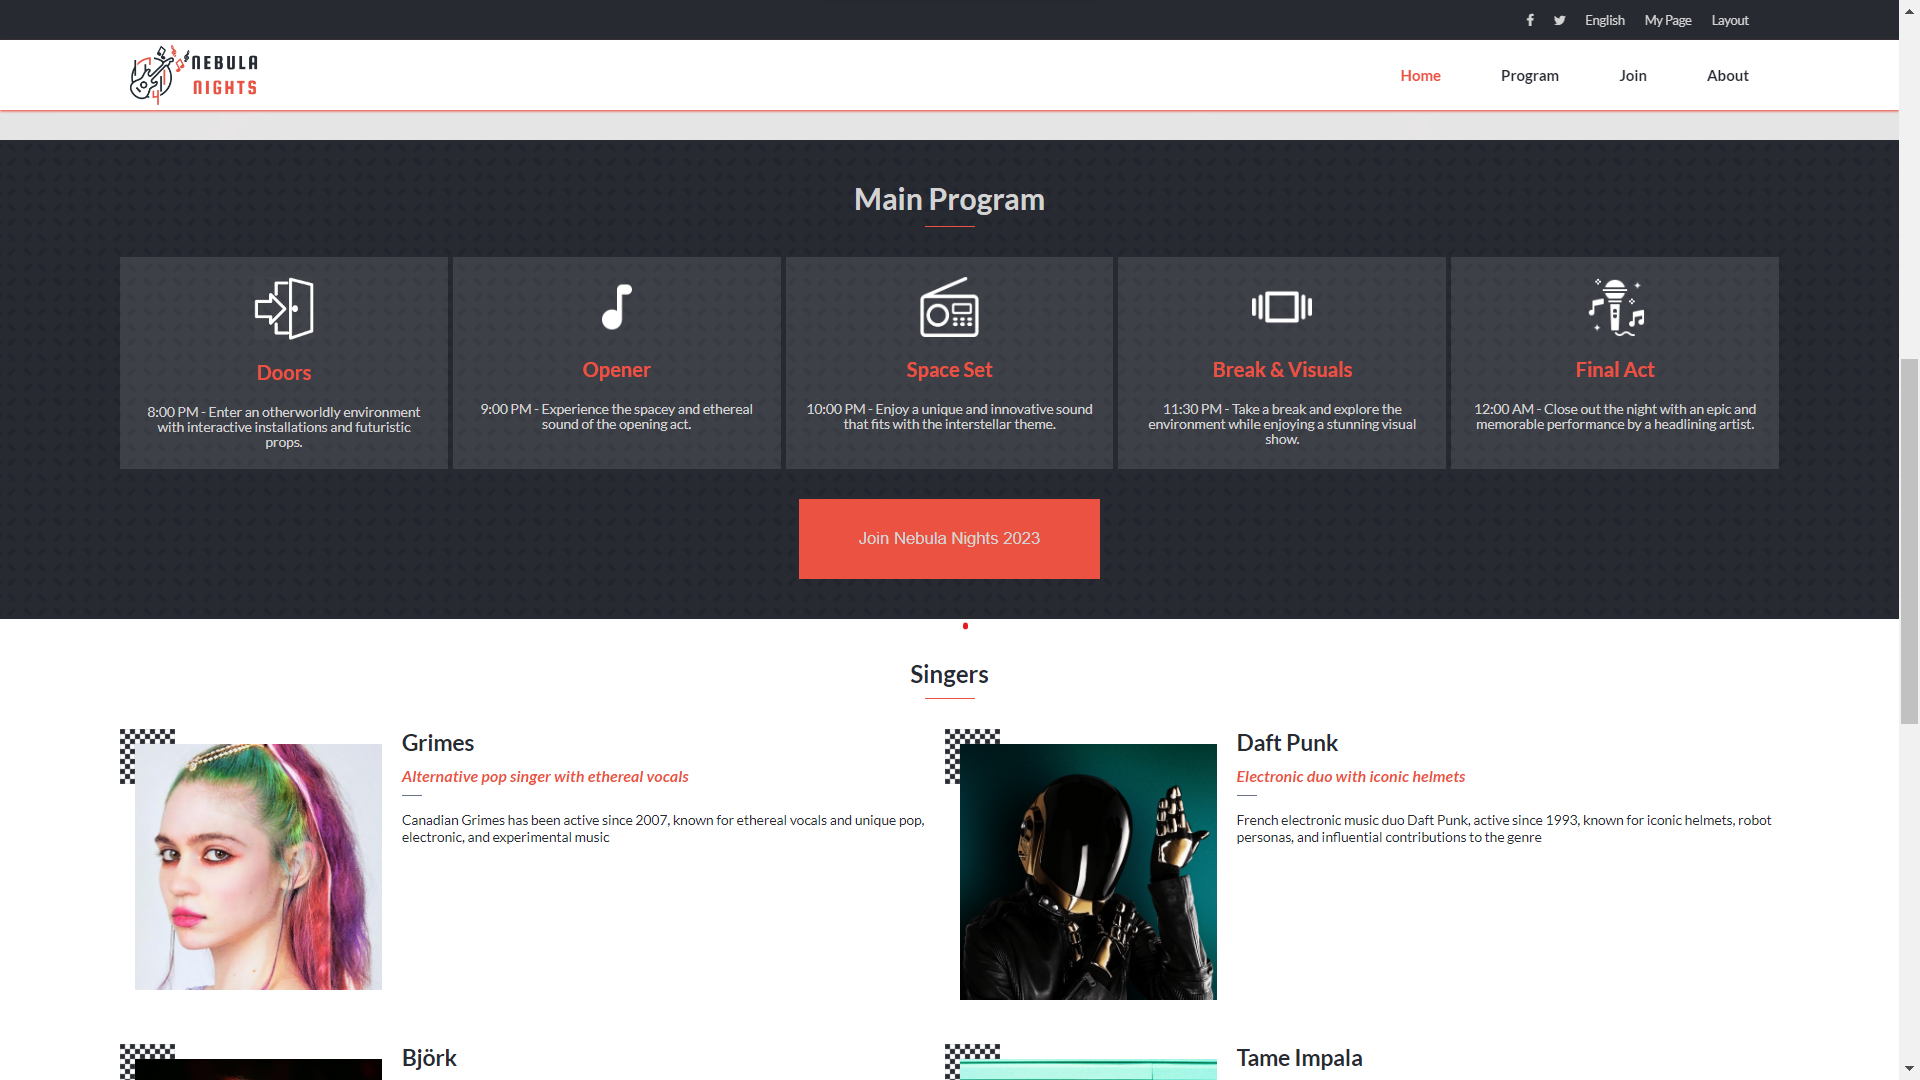 English
My Page
Layout
NEBULA
NIGHTS
Home
Program
Join
About
Main Program
Doors
8:00 PM - Enter an otherworldly environment
with interactive installations and futuristic
props.
Opener
9:00 PM - Experience the spacey and ethereal
sound of the opening act.
Space Set
10:00 PM - Enjoy a unique and innovative sound
that fits with the interstellar theme.
Break & Visuals
11:30 PM - Take a break and explore the
environment while enjoying a stunning visual
show.
Final Act
12:00 AM - Close out the night with an epic and
memorable performance by a headlining artist.
Join Nebula Nights 2023
Singers
Grimes
Alternative pop singer with ethereal vocals
Canadian Grimes has been active since 2007, known for ethereal vocals and unique pop,
electronic, and experimental music
Daft Punk
Electronic duo with iconic helmets
French electronic music duo Daft Punk, active since 1993, known for iconic helmets, robot
personas, and influential contributions to the genre
Björk
Tame Impala